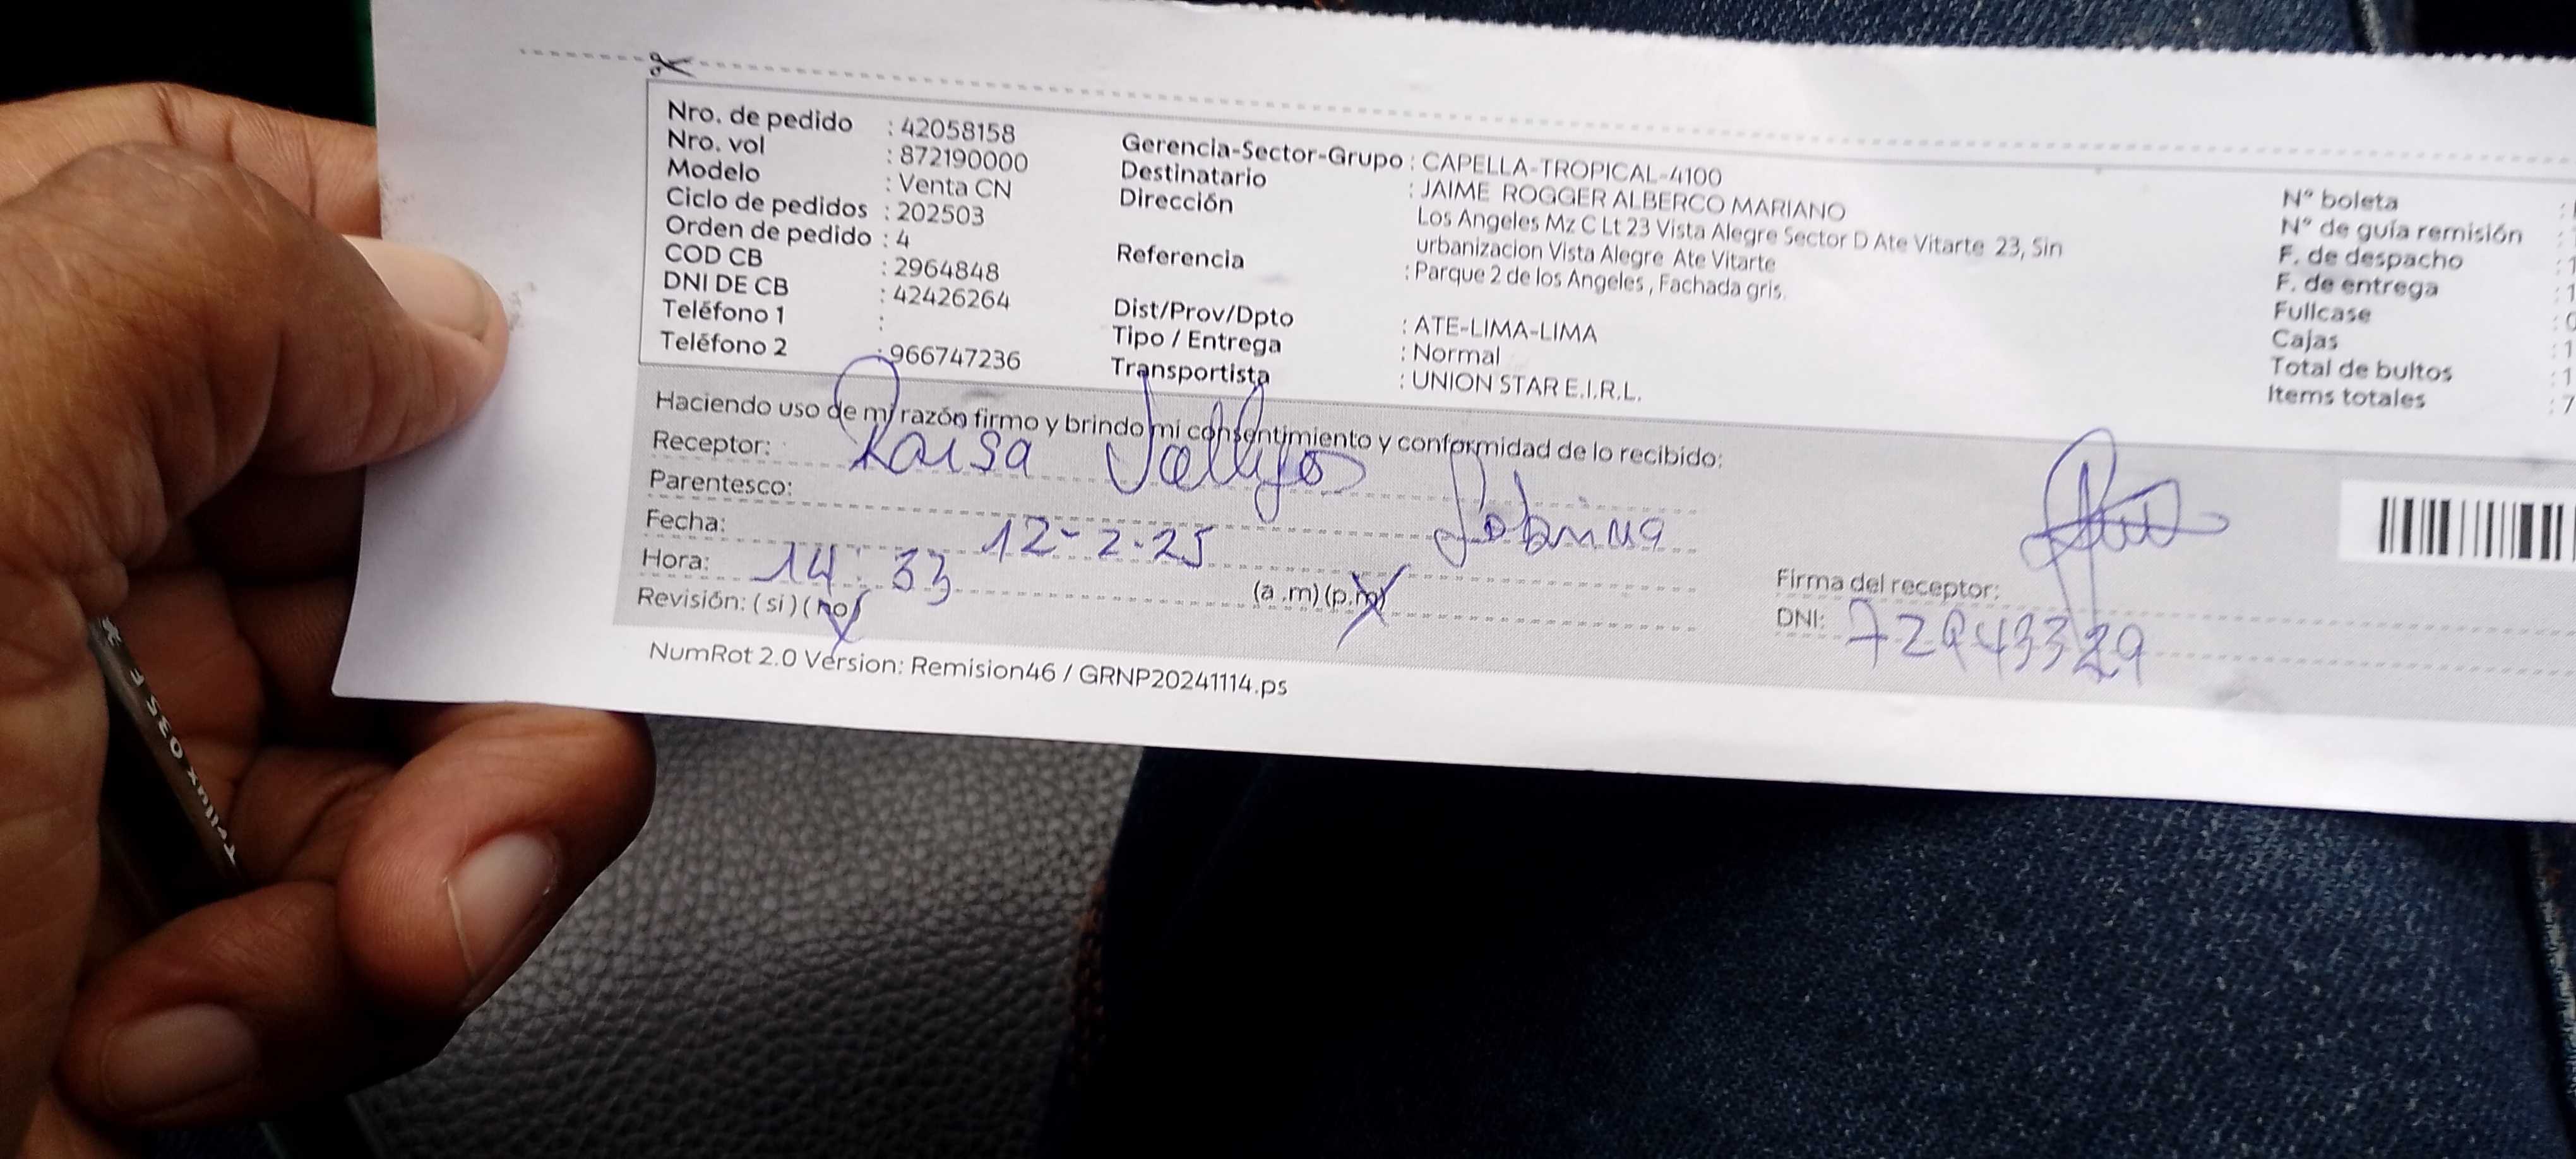 Nro. de pedido : 42058158
Nro. vol : 872190000
Modelo : Venta CN
Ciclo de pedidos : 202503
Orden de pedido : 4
COD CB : 2964848
DNI DE CB : 42426264
Teléfono 1 :
Teléfono 2 : 966747236
Gerencia-Sector-Grupo : CAPELLA-TROPICAL-4100
Destinatario : JAIME ROGGER ALBERCO MARIANO
Dirección Los Angeles Mz C Lt 23 Vista Alegre Sector D Ate Vitarte 23, Sin
urbanizacion Vista Alegre Ate Vitarte
Referencia : Parque 2 de los Angeles , Fachada gris.
Dist/Prov/Dpto : ATE-LIMA-LIMA
Tipo / Entrega : Normal
Transportista : UNION STAR E.I.R.L.
N° boleta :
N° de guía remisión :
F. de despacho : 1
F. de entrega : 1
Fullcase :
Cajas : 1
Total de bultos : 1
Items totales : 7
Haciendo uso de mi razón firmo y brindo mi consentimiento y conformidad de lo recibido:
Receptor: Raisa Vallejos
Parentesco: Sobrina
Fecha: 12-2-25
Hora: 14:33 (a.m) (p.m)
Revisión: (si) (no)
Firma del receptor:
DNI:
NumRot 2.0 Version: Remision46 / GRNP20241114.ps